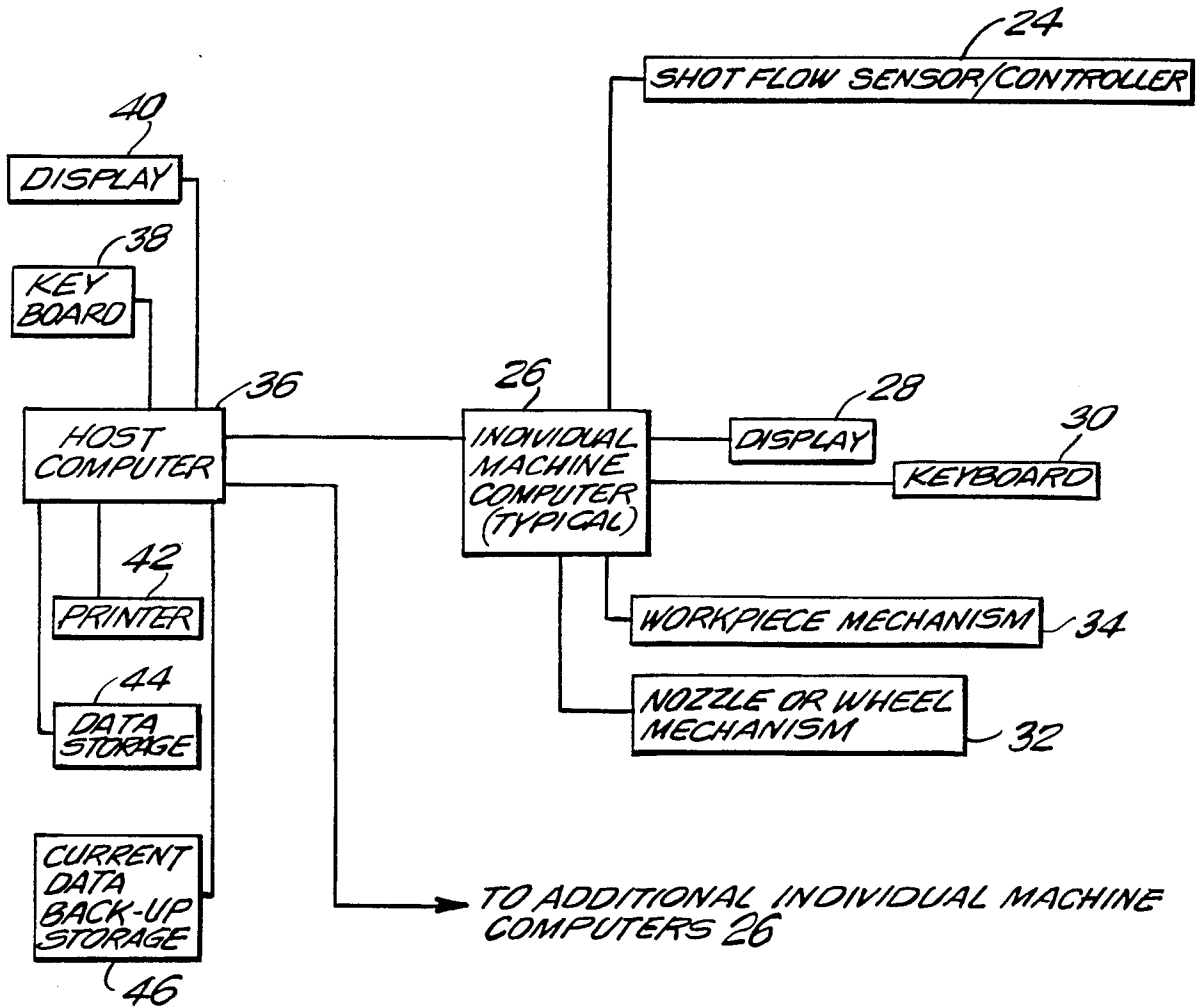 24
SHOT FLOW SENSOR/CONTROLLER
40
DISPLAY
38
KEY
BOARD
36
HOST
COMPUTER
26
INDIVIDUAL
MACHINE
COMPUTER
(TYPICAL)
28
DISPLAY
30
KEYBOARD
42
PRINTER
WORKPIECE MECHANISM
34
44
DATA
STORAGE
NOZZLE OR WHEEL
MECHANISM
32
CURRENT
DATA
BACK-UP
STORAGE
46
TO ADDITIONAL INDIVIDUAL MACHINE
COMPUTERS 26